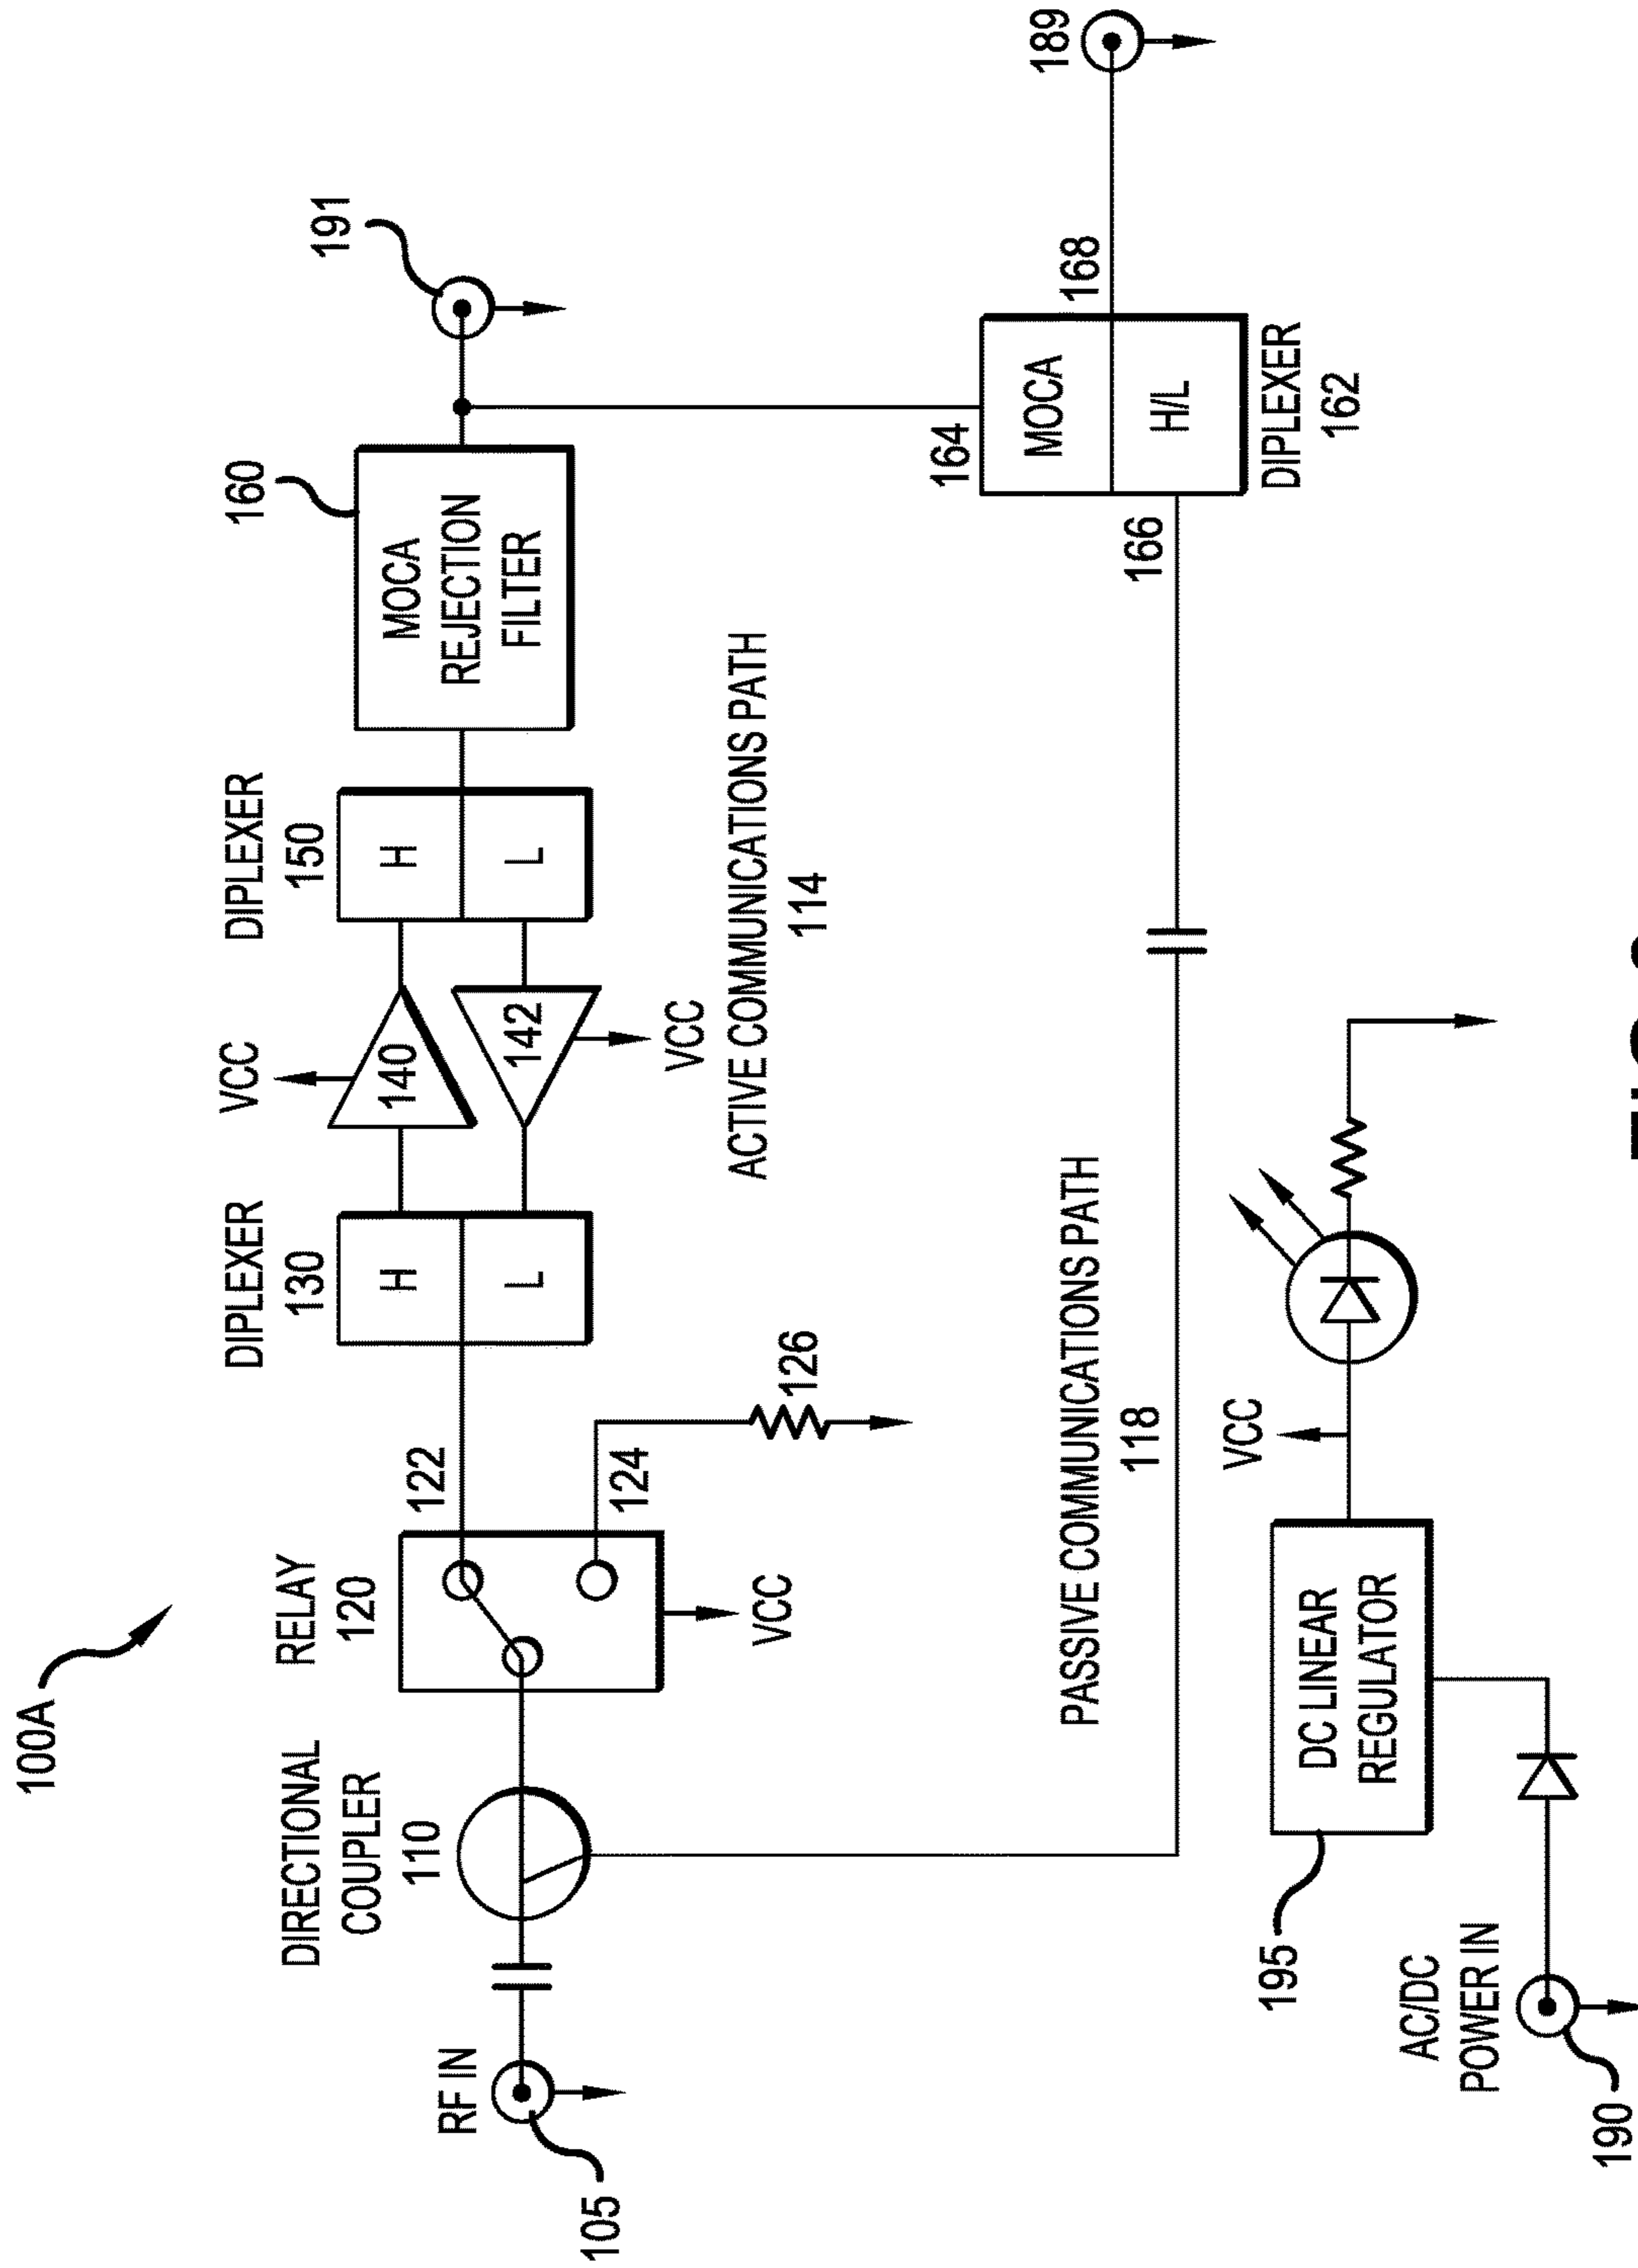 100A
RF IN
105
DIRECTIONAL
COUPLER
110
RELAY
120
VCC
122
124
126
DIPLEXER
130
H
L
VCC
140
142
VCC
DIPLEXER
150
H
L
ACTIVE COMMUNICATIONS PATH
114
160
MOCA
REJECTION
FILTER
191
PASSIVE COMMUNICATIONS PATH
118
164
166
168
MOCA
H/L
DIPLEXER
162
189
AC/DC
POWER IN
190
195
DC LINEAR
REGULATOR
VCC